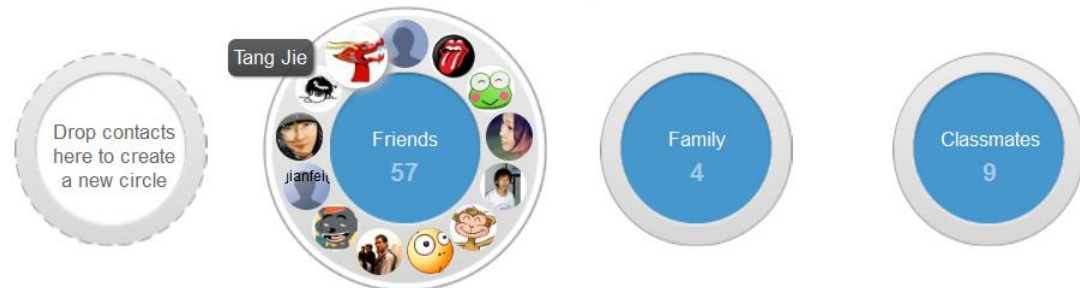 Tang Jie
Drop contacts
here to create
a new circle
Friends
57
Family
4
Classmates
9